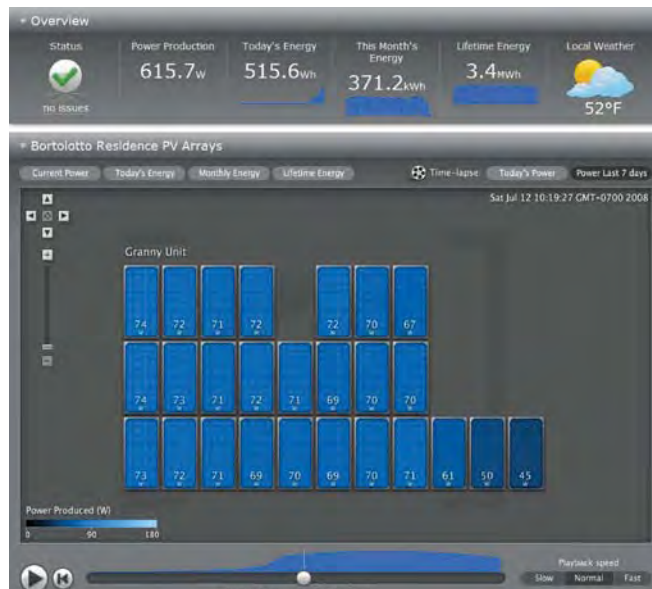 Overview
Status
Power Production
Today's Energy
This Month's
Energy
Lifetime Energy
Local Weather
615.7w
515.6wh
371.2kwh
3.4MWh
no issues
52°F
Bortolotto Residence PV Arrays
Current Power
Today's Energy
Monthly Energy
Lifetime Energy
Time-lapse
Today's Power
Power Last 7 days
Sat Jul 12 10:19:27 GMT-0700 2008
Granny Unit
74 72 71 72 72 70 67
W W W W W W W
74 73 71 72 71 69 70 70
W W W W W W W W
73 72 71 69 70 69 70 71 61 50 45
W W W W W W W W W W W
Power Produced (W)
0 90 180
Playback speed
Slow Normal Fast